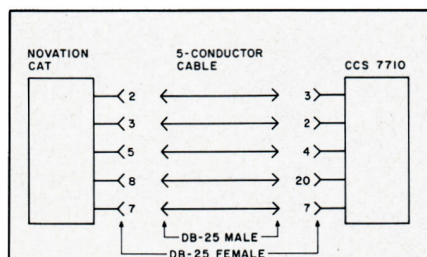 NOVATION CAT
5-CONDUCTOR CABLE
CCS 7710
2 3
3 2
5 4
8 20
7 7
DB-25 MALE
DB-25 FEMALE